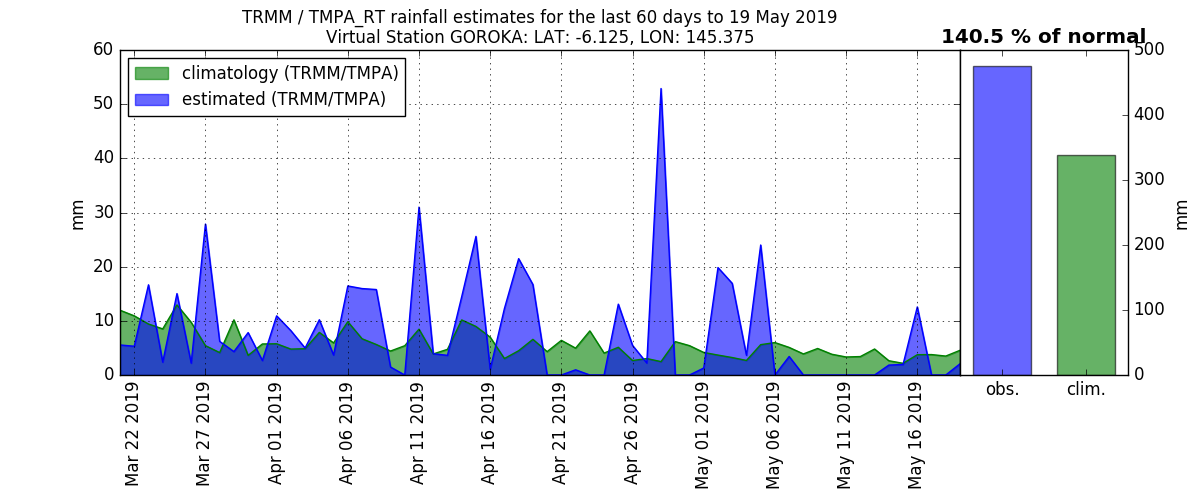 TRMM / TMPA_RT rainfall estimates for the last 60 days to 19 May 2019
Virtual Station GOROKA: LAT: -6.125, LON: 145.375
140.5 % of normal
climatology (TRMM/TMPA)
estimated (TRMM/TMPA)
60
50
40
30
20
10
0
mm
Mar 22 2019
Mar 27 2019
Apr 01 2019
Apr 06 2019
Apr 11 2019
Apr 16 2019
Apr 21 2019
Apr 26 2019
May 01 2019
May 06 2019
May 11 2019
May 16 2019
500
400
300
200
100
0
mm
obs.
clim.